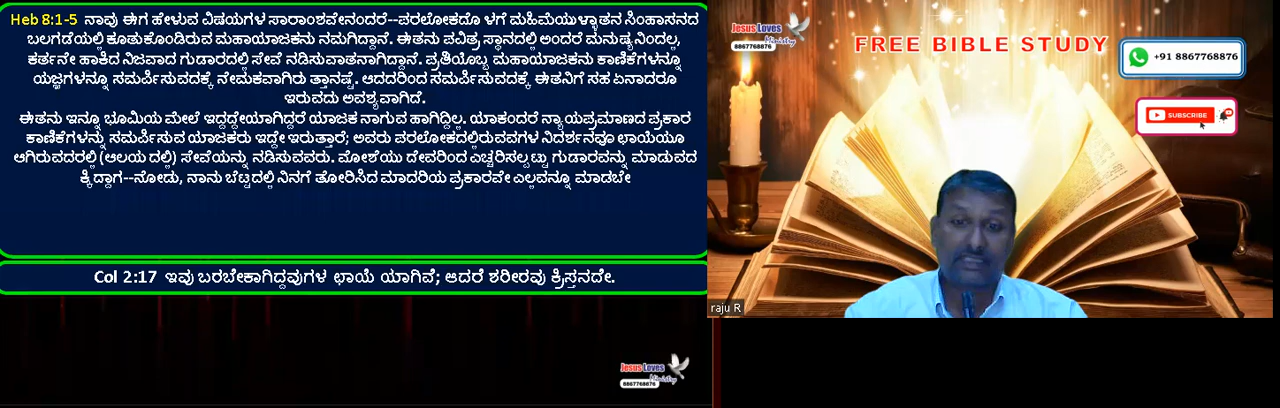 Heb 8:1-5 ನಾವು ಈಗ ಹೇಳುವ ವಿಷಯಗಳ ಸಾರಾಂಶವೇನಂದರೆ--ಪರಲೋಕದೊ ಳಗೆ ಮಹಿಮೆಯುಳ್ಳಾತನ ಸಿಂಹಾಸನದ
ಬಲಗಡೆಯಲ್ಲಿ ಕೂತುಕೊಂಡಿರುವ ಮಹಾಯಾಜಕನು ನಮಗಿದ್ದಾನೆ. ಈತನು ಪವಿತ್ರ ಸ್ಥಾನದಲ್ಲಿ ಅಂದರೆ ಮನುಷ್ಯನಿಂದಲ್ಲ,
ಕರ್ತನೇ ಹಾಕಿದ ನಿಜವಾದ ಗುಡಾರದಲ್ಲಿ ಸೇವೆ ನಡಿಸುವಾತನಾಗಿದ್ದಾನೆ. ಪ್ರತಿಯೊಬ್ಬ ಮಹಾಯಾಜಕನು ಕಾಣಿಕೆಗಳನ್ನೂ
ಯಜ್ಞಗಳನ್ನೂ ಸಮರ್ಪಿಸುವದಕ್ಕೆ ನೇಮಕವಾಗಿರು ತ್ತಾನಷ್ಟೆ. ಆದದರಿಂದ ಸಮರ್ಪಿಸುವದಕ್ಕೆ ಈತನಿಗೆ ಸಹ ಏನಾದರೂ
ಇರುವದು ಅವಶ್ಯವಾಗಿದೆ.
ಈತನು ಇನ್ನೂ ಭೂಮಿಯ ಮೇಲೆ ಇದ್ದದ್ದೇಯಾಗಿದ್ದರೆ ಯಾಜಕ ನಾಗುವ ಹಾಗಿದ್ದಿಲ್ಲ. ಯಾಕಂದರೆ ನ್ಯಾಯಪ್ರಮಾಣದ ಪ್ರಕಾರ
ಕಾಣಿಕೆಗಳನ್ನು ಸಮರ್ಪಿಸುವ ಯಾಜಕರು ಇದ್ದೇ ಇರುತ್ತಾರೆ; ಅವರು ಪರಲೋಕದಲ್ಲಿರುವವಗಳ ನಿದರ್ಶನವೂ ಛಾಯೆಯೂ
ಆಗಿರುವದರಲ್ಲಿ (ಆಲಯ ದಲ್ಲಿ) ಸೇವೆಯನ್ನು ನಡಿಸುವವರು. ಮೋಶೆಯು ದೇವರಿಂದ ಎಚ್ಚರಿಸಲ್ಪಟ್ಟು ಗುಡಾರವನ್ನು ಮಾಡುವದ
ಕ್ಕಿದ್ದಾಗ--ನೋಡು, ನಾನು ಬೆಟ್ಟದಲ್ಲಿ ನಿನಗೆ ತೋರಿಸಿದ ಮಾದರಿಯ ಪ್ರಕಾರವೇ ಎಲ್ಲವನ್ನೂ ಮಾಡಬೇ
Col 2:17 ಇವು ಬರಬೇಕಾಗಿದ್ದವುಗಳ ಛಾಯೆ ಯಾಗಿವೆ; ಆದರೆ ಶರೀರವು ಕ್ರಿಸ್ತನದೇ.
Jesus Loves
Ministry
8867768876
Jesus Loves
Ministry
8867768876
FREE BIBLE STUDY
+91 8867768876
SUBSCRIBE
raju R